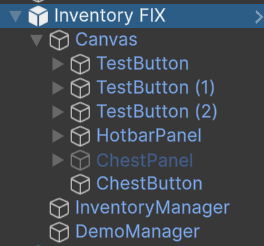 Inventory FIX
Canvas
TestButton
TestButton (1)
TestButton (2)
HotbarPanel
ChestPanel
ChestButton
InventoryManager
DemoManager